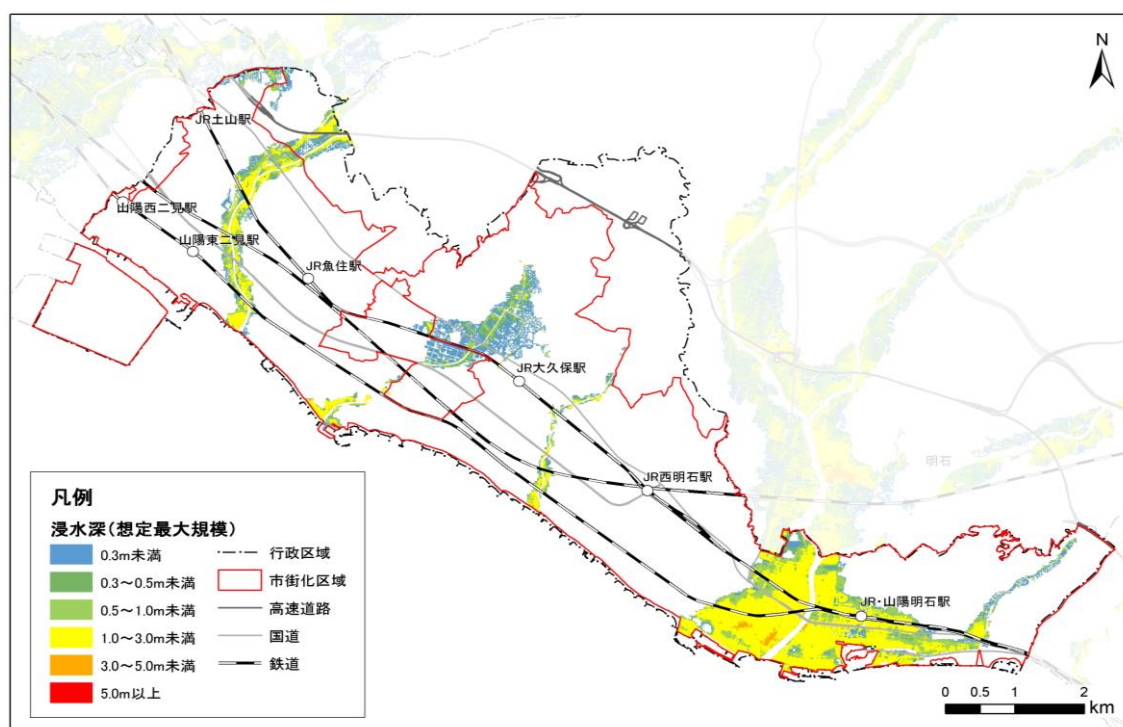 N
JR土山駅
山陽西二見駅
山陽東二見駅
JR魚住駅
JR大久保駅
明石
JR西明石駅
JR・山陽明石駅
凡例
浸水深(想定最大規模)
0.3m未満
0.3～0.5m未満
0.5～1.0m未満
1.0～3.0m未満
3.0～5.0m未満
5.0m以上
行政区域
市街化区域
高速道路
国道
鉄道
0 0.5 1 2
km